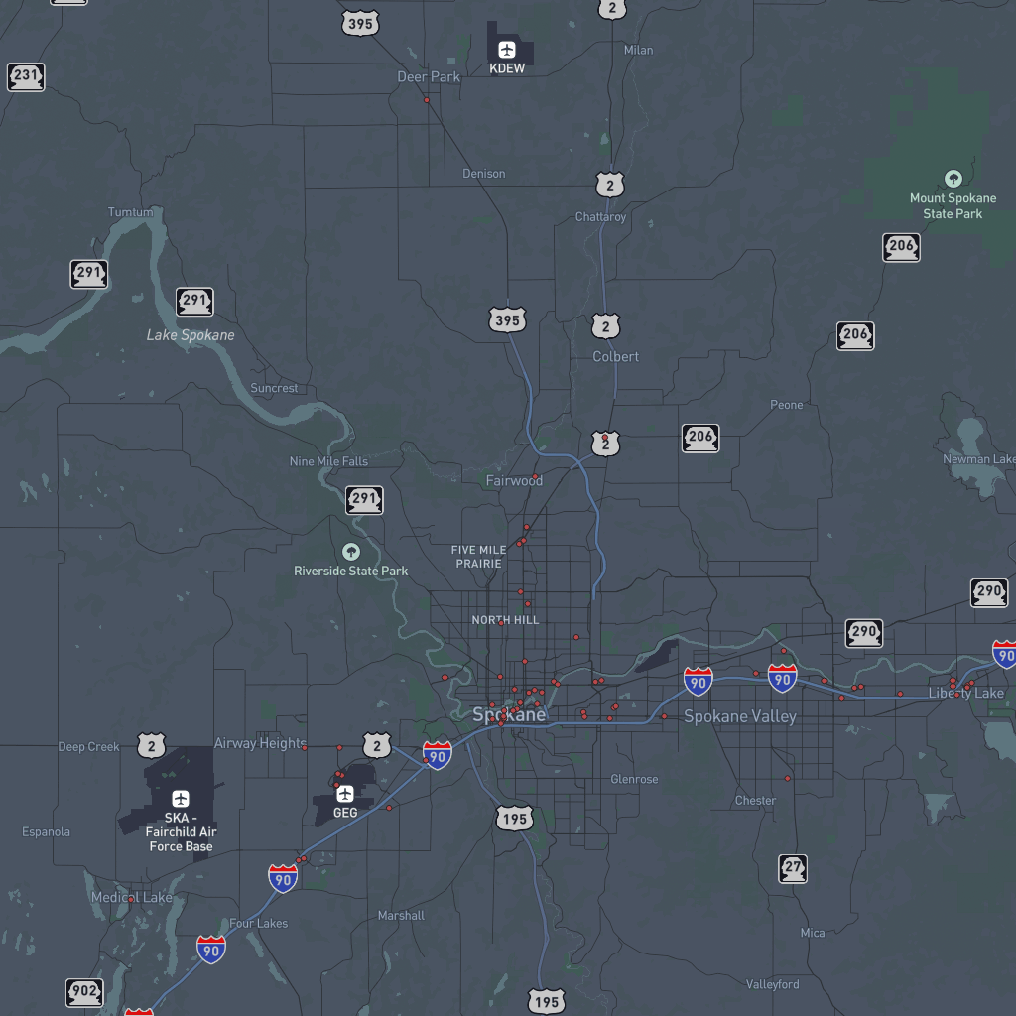 2
395
Milan
KDEW
231
Deer Park
Denison
2
Mount Spokane
State Park
Tumtum
Chattaroy
206
291
291
395
2
206
Lake Spokane
Colbert
Suncrest
Peone
2
206
Nine Mile Falls
Newman Lake
Fairwood
291
FIVE MILE
PRAIRIE
Riverside State Park
290
NORTH HILL
290
90
90
90
Liberty Lake
Spokane
Spokane Valley
Deep Creek
2
Airway Heights
2
90
Glenrose
SKA -
Fairchild Air
Force Base
GEG
Chester
195
Espanola
27
90
Medical Lake
Four Lakes
Marshall
Mica
90
902
Valleyford
195